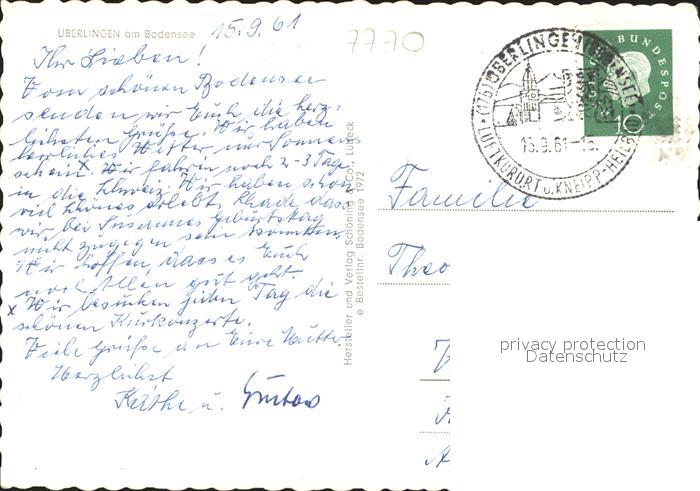 ÜBERLINGEN am Bodensee
15.9.61
7770
Ihr Lieben!
Vom schönen Bodensee
senden wir Euch die herz-
lichsten Grüße. Wir haben
herrliches Wetter nur Sonnen
schein. Wir fahren noch 2-3 Tage
in die Schweiz. Wir haben schon
viel schönes erlebt. Schade, dass
wir bei Susannes Geburtstag
nicht zugegen sein konnten.
Wir hoffen, dass es Euch
noch Allen gut geht.
x Wir besuchen jeden Tag die
schönen Kurkonzerte.
Viele Grüße an Eure Mutter.
Herzlichst
Käthe u. Gustav
Hersteller und Verlag Schöning & Co., Lübeck
e Bestellnr. Bodensee 1972
(17b) ÜBERLINGEN (BODENSEE)
15.9.61-18.
LUFTKURORT u. KNEIPP-HEILBAD
BUNDESPOST
10
Familie
Theo
privacy protection
Datenschutz